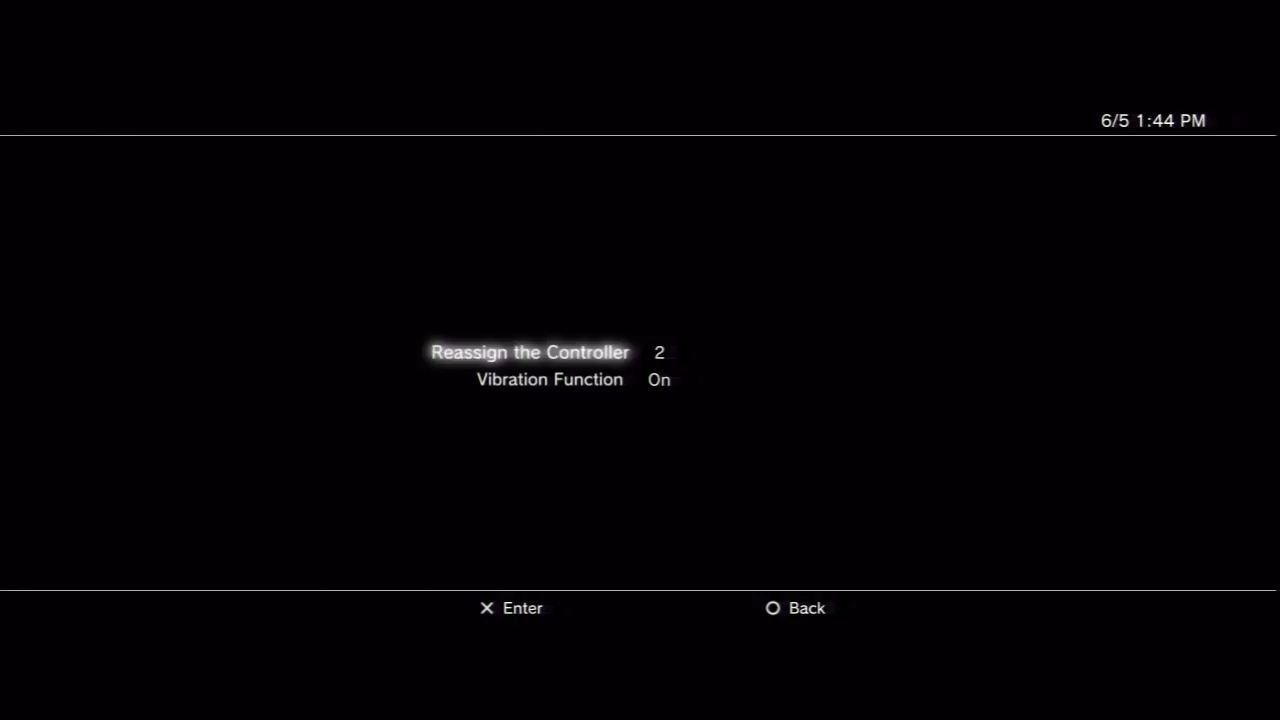 6/5 1:44 PM
Reassign the Controller 2
Vibration Function On
Enter Back